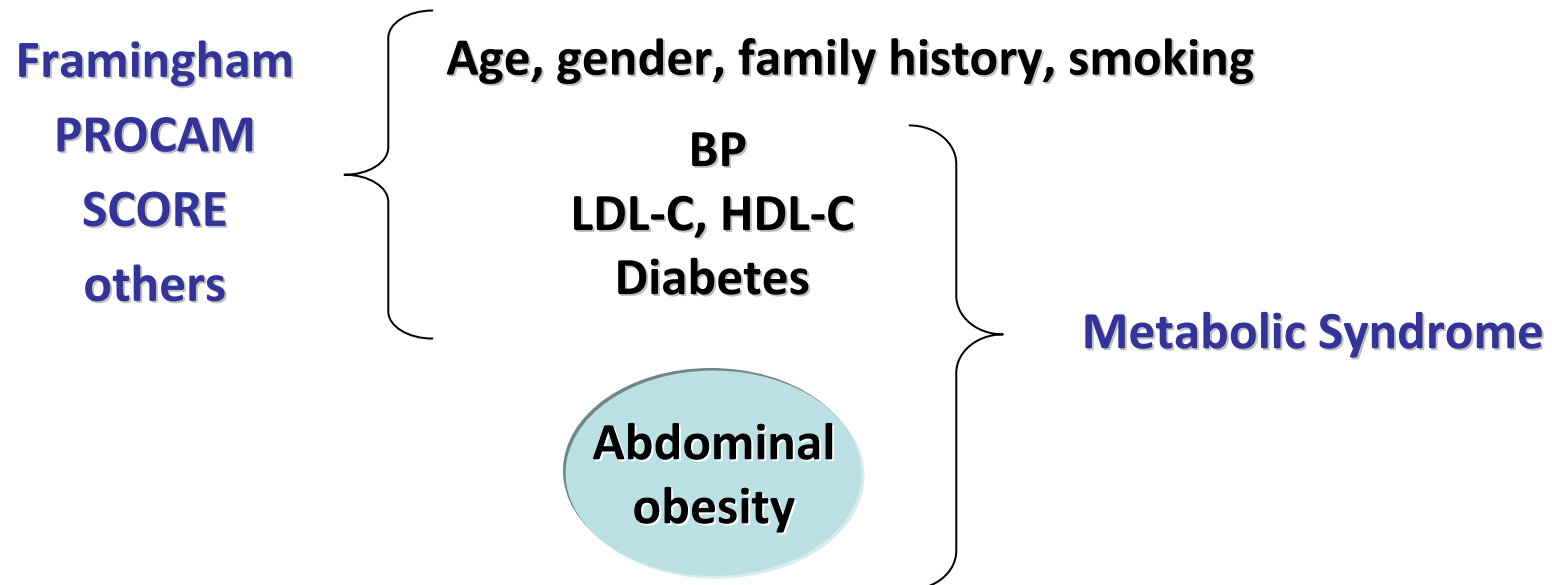 Framingham
PROCAM
SCORE
others
Age, gender, family history, smoking
BP
LDL-C, HDL-C
Diabetes
Abdominal
obesity
Metabolic Syndrome